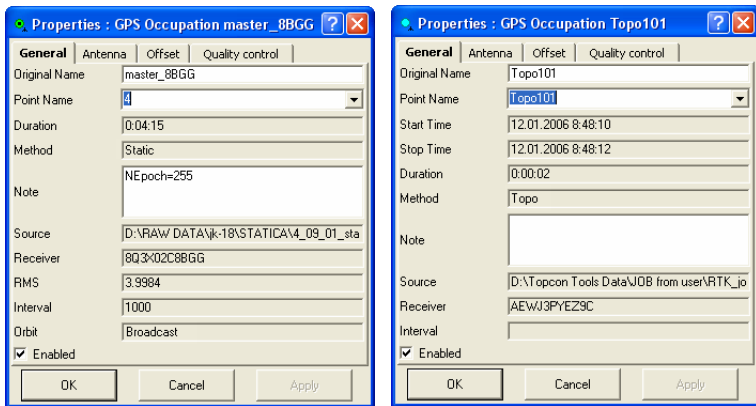 Properties : GPS Occupation master_8BGG
General Antenna Offset Quality control
Original Name master_8BGG
Point Name 4
Duration 0:04:15
Method Static
Note NEpoch=255
Source D:\RAW DATA\jk-18\STATICA\4_09_01_sta
Receiver 8Q3X02C8BGG
RMS 3.9984
Interval 1000
Orbit Broadcast
Enabled
OK Cancel Apply
Properties : GPS Occupation Topo101
General Antenna Offset Quality control
Original Name Topo101
Point Name Topo101
Start Time 12.01.2006 8:48:10
Stop Time 12.01.2006 8:48:12
Duration 0:00:02
Method Topo
Note
Source D:\Topcon Tools Data\JOB from user\RTK_jo
Receiver AEWJ3PYEZ9C
Interval
Enabled
OK Cancel Apply